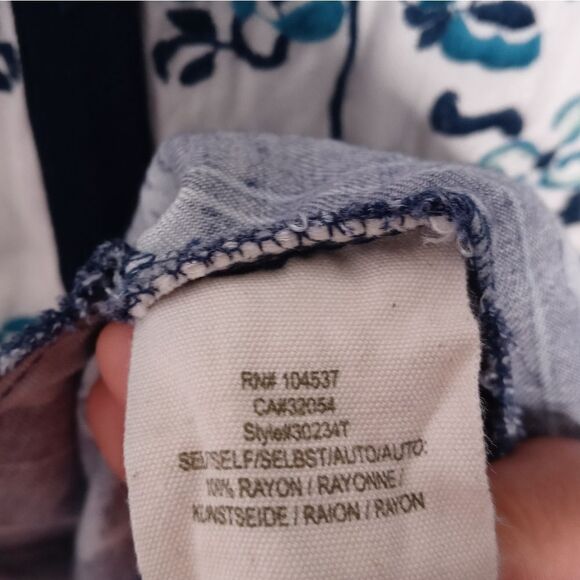 RN# 104537
CA#32054
Style#30234T
SELF/SELF/SELBST/AUTO/AUTO:
100% RAYON / RAYONNE /
KUNSTSEIDE / RAION / RAYON